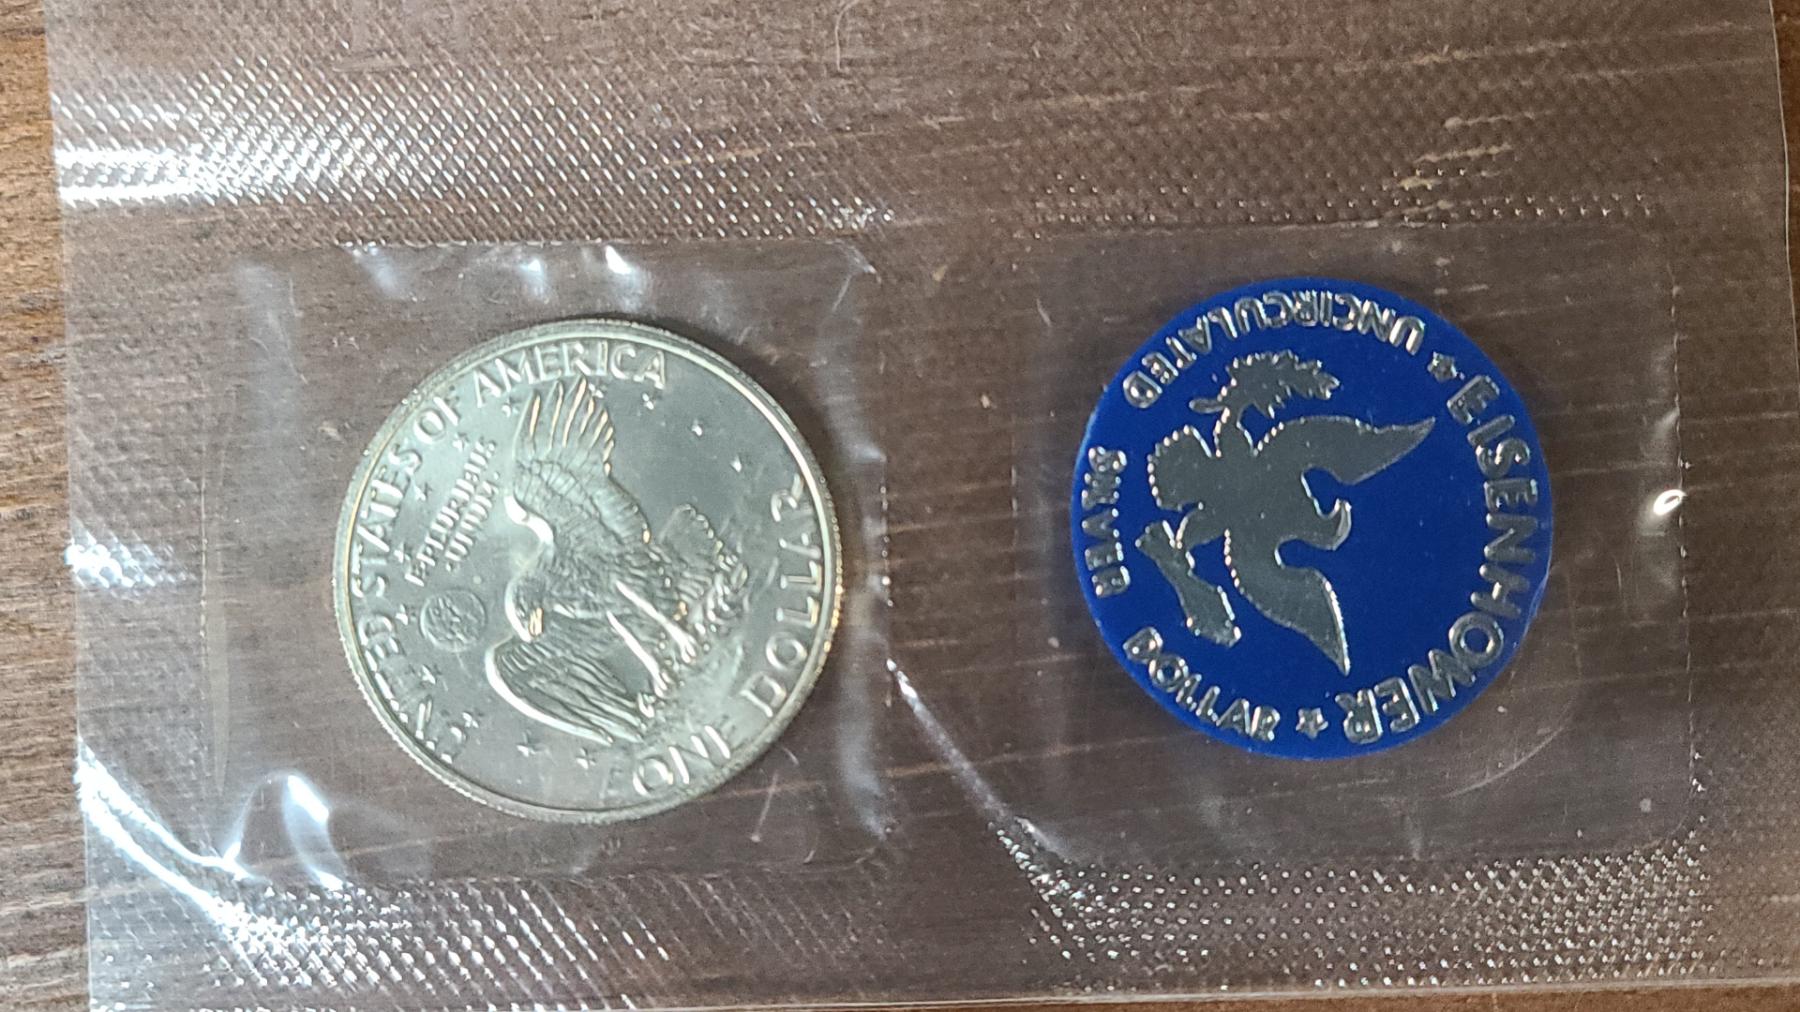 UNITED STATES OF AMERICA
E PLURIBUS
UNUM
ONE DOLLAR
EISENHOWER
UNCIRCULATED SILVER DOLLAR